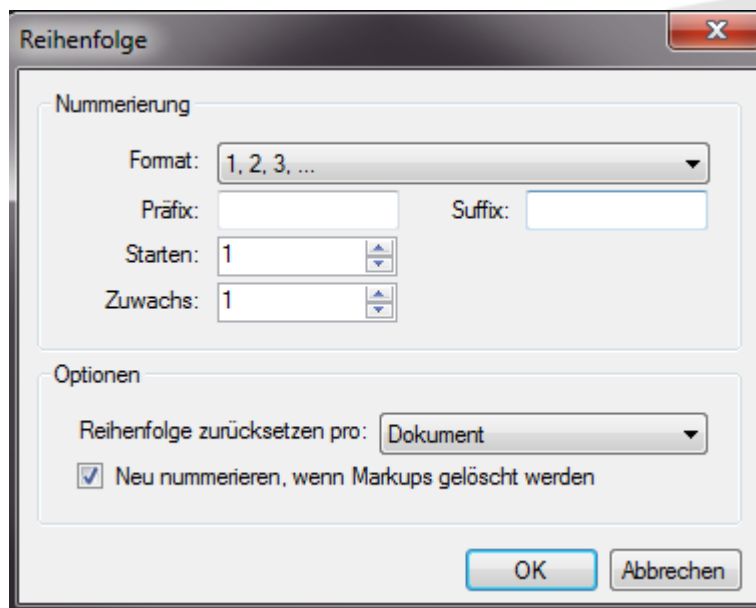 Reihenfolge
Nummerierung
Format: 1, 2, 3, ...
Präfix: Suffix:
Starten: 1
Zuwachs: 1
Optionen
Reihenfolge zurücksetzen pro: Dokument
Neu nummerieren, wenn Markups gelöscht werden
OK Abbrechen